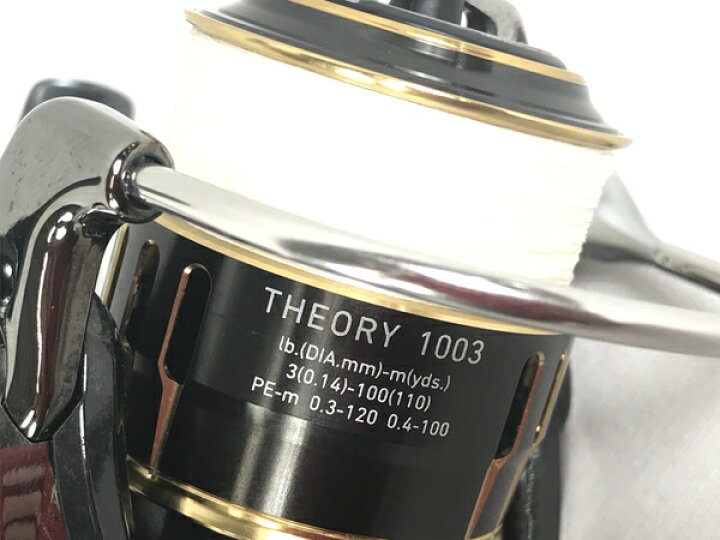 THEORY 1003
lb.(DIA.mm)-m(yds.)
3(0.14)-100(110)
PE-m 0.3-120 0.4-100